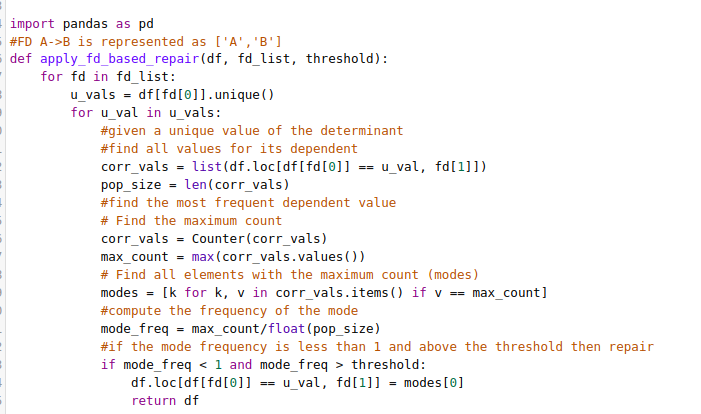 import pandas as pd
#FD A->B is represented as ['A','B']
def apply_fd_based_repair(df, fd_list, threshold):
    for fd in fd_list:
        u_vals = df[fd[0]].unique()
        for u_val in u_vals:
            #given a unique value of the determinant
            #find all values for its dependent
            corr_vals = list(df.loc[df[fd[0]] == u_val, fd[1]])
            pop_size = len(corr_vals)
            #find the most frequent dependent value
            # Find the maximum count
            corr_vals = Counter(corr_vals)
            max_count = max(corr_vals.values())
            # Find all elements with the maximum count (modes)
            modes = [k for k, v in corr_vals.items() if v == max_count]
            #compute the frequency of the mode
            mode_freq = max_count/float(pop_size)
            #if the mode frequency is less than 1 and above the threshold then repair
            if mode_freq < 1 and mode_freq > threshold:
                df.loc[df[fd[0]] == u_val, fd[1]] = modes[0]
                return df